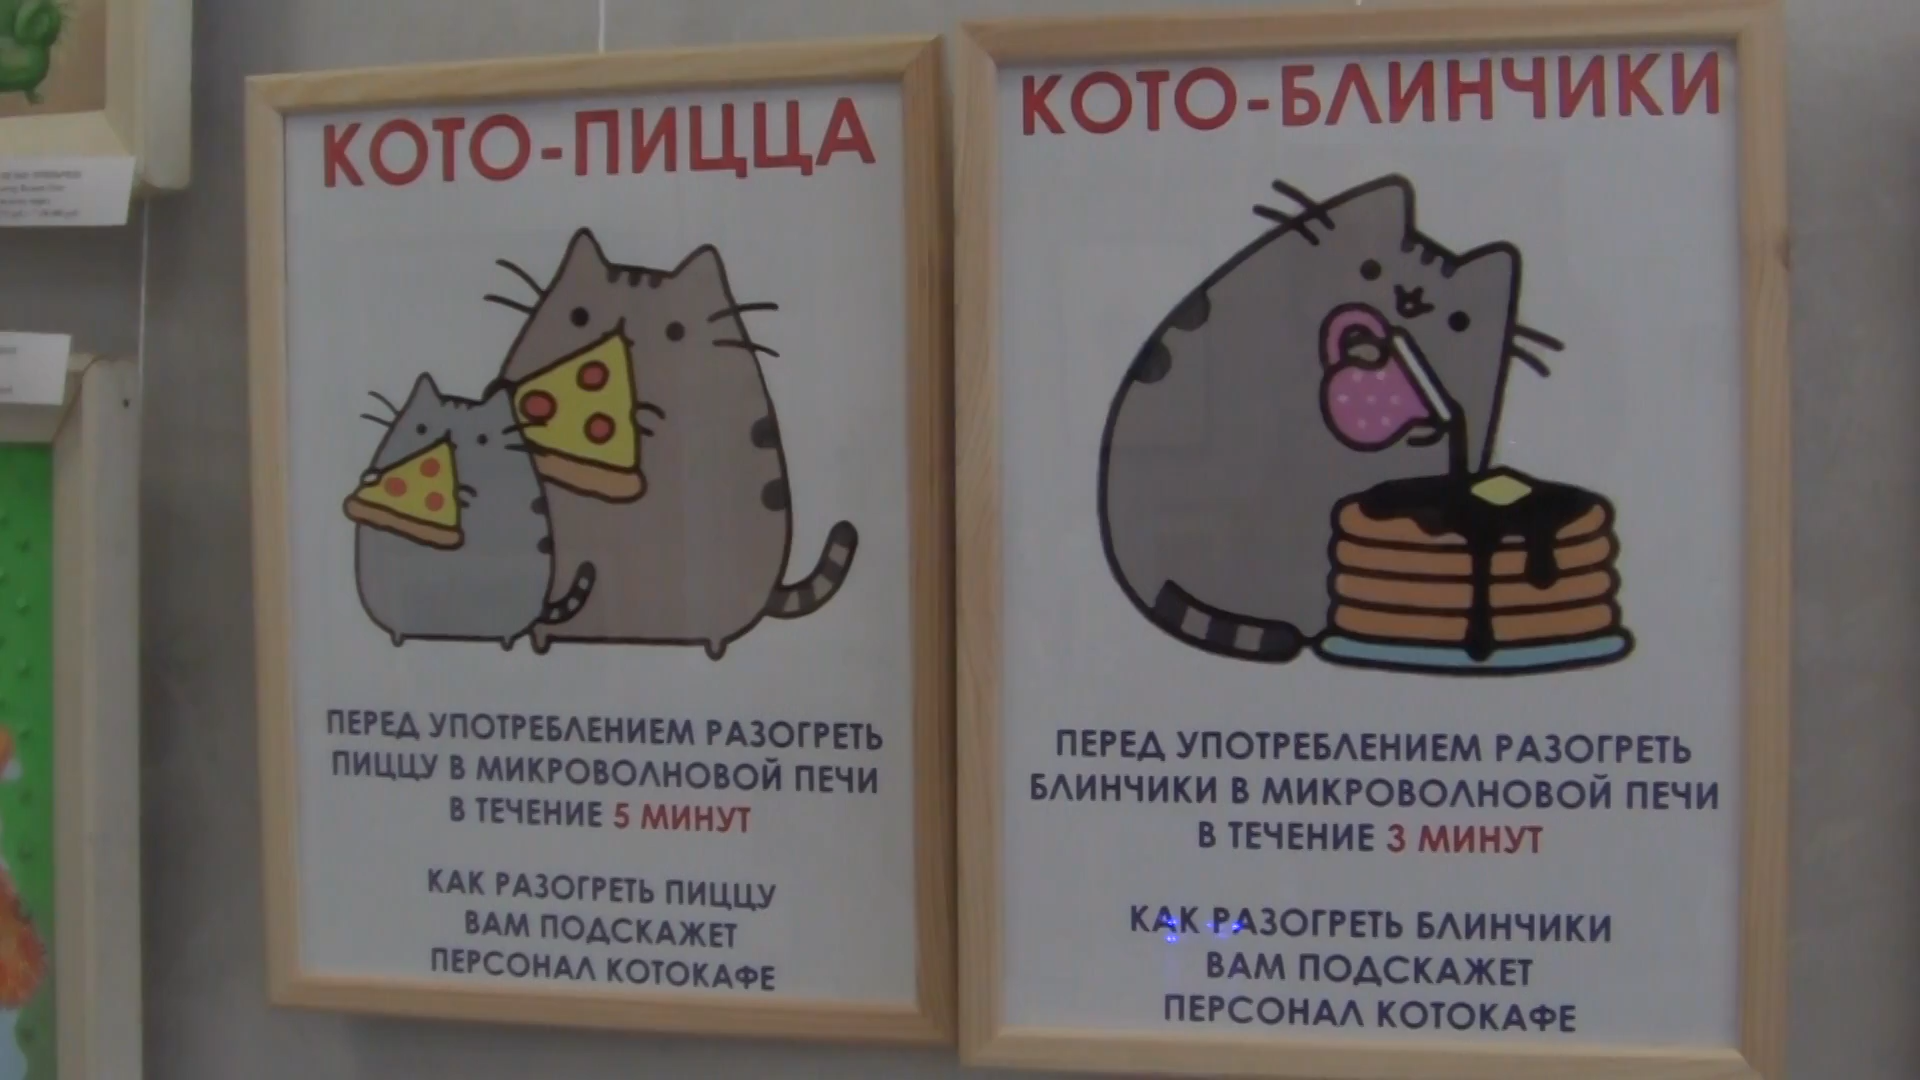 КОТО-ПИЦЦА
ПЕРЕД УПОТРЕБЛЕНИЕМ РАЗОГРЕТЬ
ПИЦЦУ В МИКРОВОЛНОВОЙ ПЕЧИ
В ТЕЧЕНИЕ 5 МИНУТ
КАК РАЗОГРЕТЬ ПИЦЦУ
ВАМ ПОДСКАЖЕТ
ПЕРСОНАЛ КОТОКАФЕ
КОТО-БЛИНЧИКИ
ПЕРЕД УПОТРЕБЛЕНИЕМ РАЗОГРЕТЬ
БЛИНЧИКИ В МИКРОВОЛНОВОЙ ПЕЧИ
В ТЕЧЕНИЕ 3 МИНУТ
КАК РАЗОГРЕТЬ БЛИНЧИКИ
ВАМ ПОДСКАЖЕТ
ПЕРСОНАЛ КОТОКАФЕ